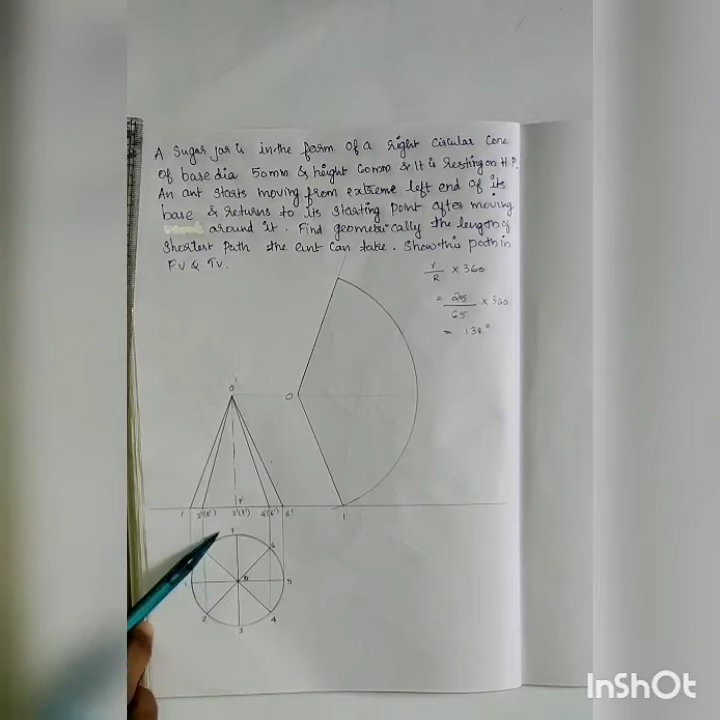 A Sugar jar is in the form of a right circular Cone
of base dia 50mm & height 60mm & It is Resting on H.P.
An ant starts moving from extreme left end of its
base & returns to its starting point after moving
around it. Find geometrically the length of
shortest path the ant can take. Show this path in
FV & TV.
r/R × 360
= 25/65 × 360
= 138°
O'
O
1' 2'(8') 3'(7') 4'(6') 5'
1
7
6
1
O
5
2
4
3
InShOt